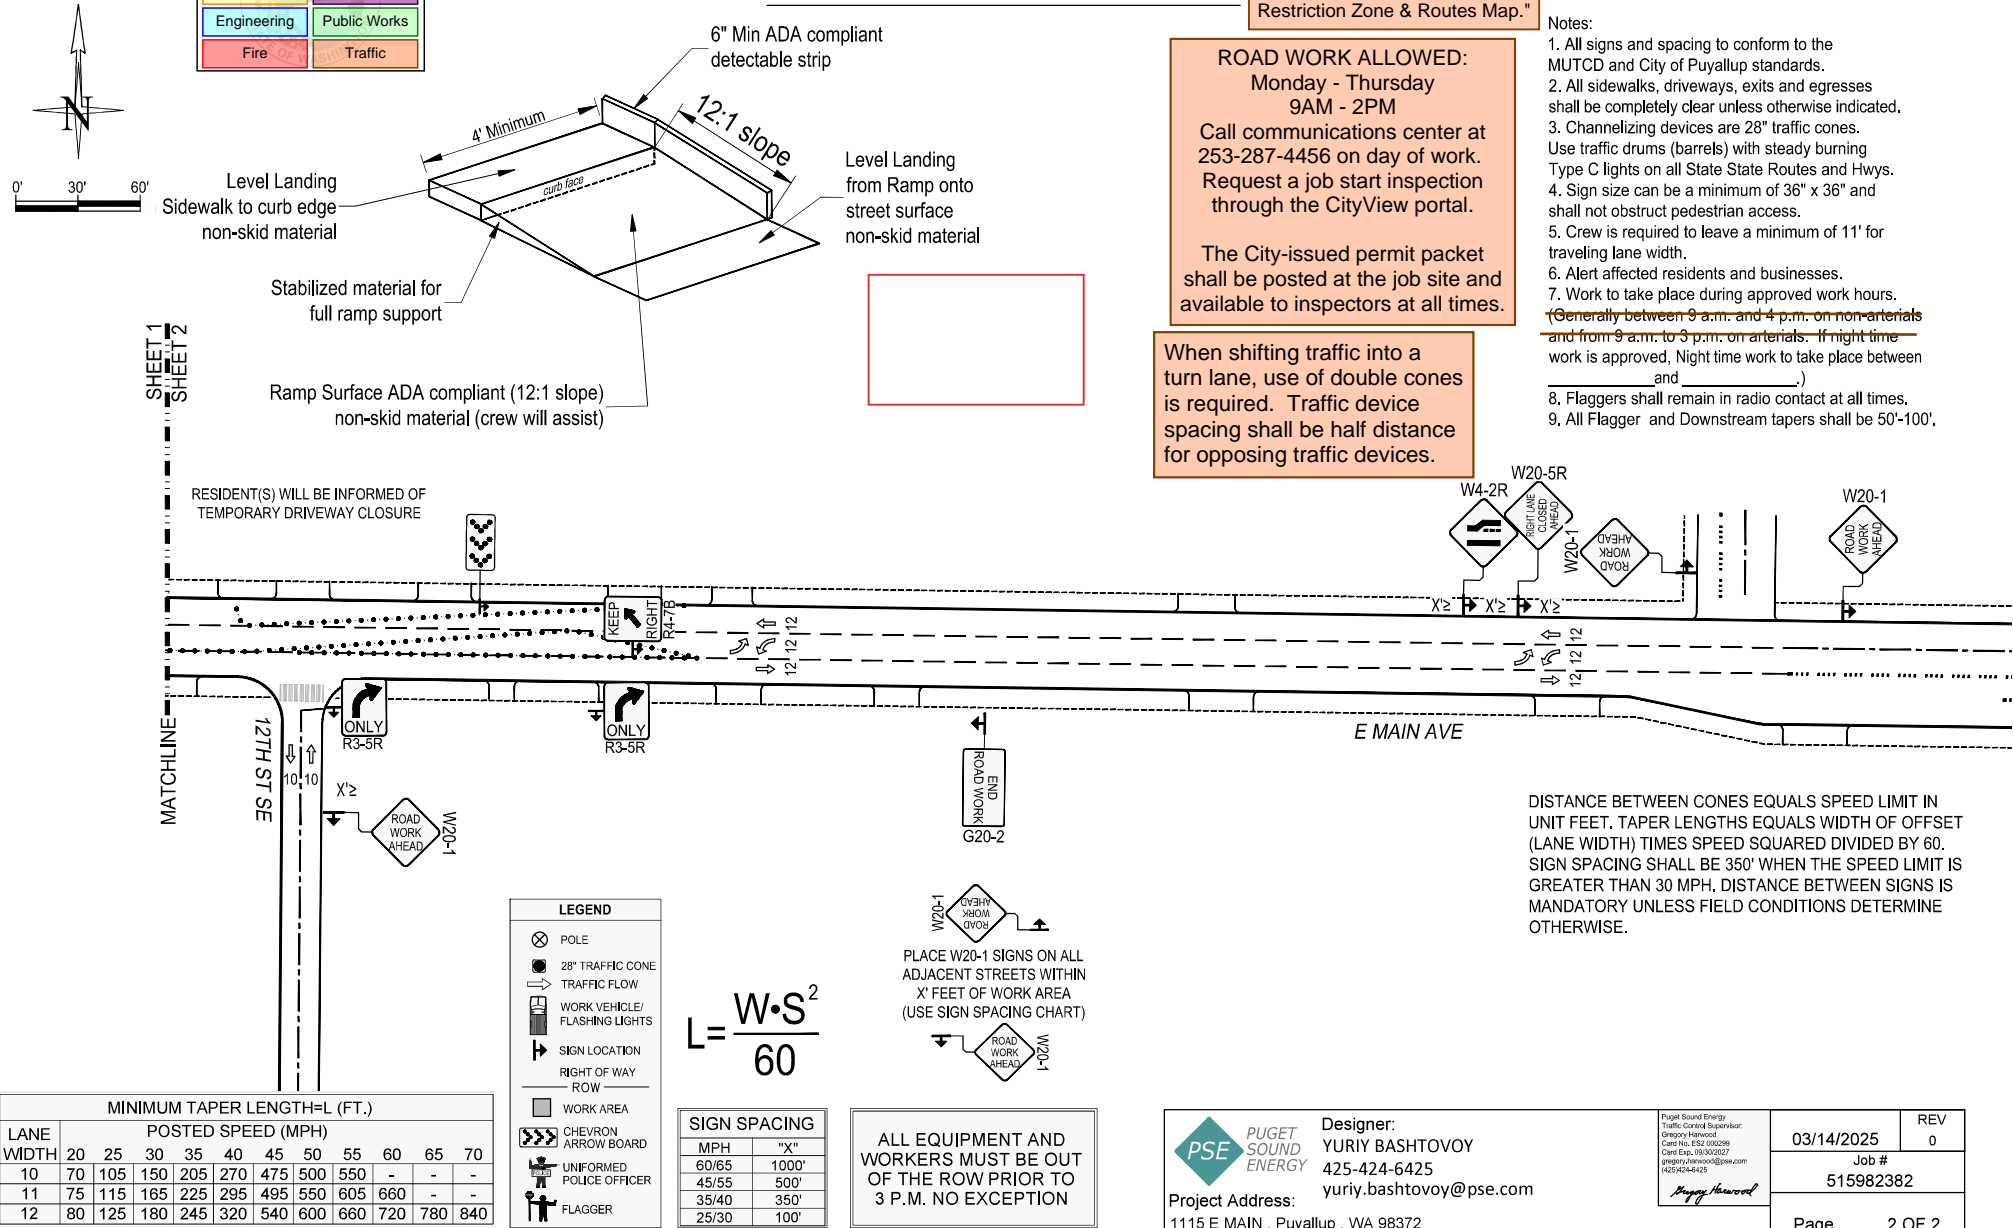 Engineering
Public Works
Fire
Traffic
N
0'
30'
60'
6" Min ADA compliant
detectable strip
4' Minimum
12:1 slope
curb face
Level Landing
Sidewalk to curb edge
non-skid material
Level Landing
from Ramp onto
street surface
non-skid material
Stabilized material for
full ramp support
Ramp Surface ADA compliant (12:1 slope)
non-skid material (crew will assist)
Restriction Zone & Routes Map."
ROAD WORK ALLOWED:
Monday - Thursday
9AM - 2PM
Call communications center at
253-287-4456 on day of work.
Request a job start inspection
through the CityView portal.
The City-issued permit packet
shall be posted at the job site and
available to inspectors at all times.
When shifting traffic into a
turn lane, use of double cones
is required. Traffic device
spacing shall be half distance
for opposing traffic devices.
Notes:
1. All signs and spacing to conform to the
MUTCD and City of Puyallup standards.
2. All sidewalks, driveways, exits and egresses
shall be completely clear unless otherwise indicated.
3. Channelizing devices are 28" traffic cones.
Use traffic drums (barrels) with steady burning
Type C lights on all State State Routes and Hwys.
4. Sign size can be a minimum of 36" x 36" and
shall not obstruct pedestrian access.
5. Crew is required to leave a minimum of 11' for
traveling lane width.
6. Alert affected residents and businesses.
7. Work to take place during approved work hours.
(Generally between 9 a.m. and 4 p.m. on non-arterials
and from 9 a.m. to 3 p.m. on arterials. If night time
work is approved, Night time work to take place between
____________and _____________.)
8. Flaggers shall remain in radio contact at all times.
9. All Flagger and Downstream tapers shall be 50'-100'.
SHEET 1
SHEET 2
MATCHLINE
RESIDENT(S) WILL BE INFORMED OF
TEMPORARY DRIVEWAY CLOSURE
KEEP
RIGHT
R4-7B
12
12
12
W4-2R
W20-5R
RIGHT LANE
CLOSED
AHEAD
W20-1
ROAD
WORK
AHEAD
W20-1
ROAD
WORK
AHEAD
X'≥
X'≥
X'≥
12
12
12
ONLY
R3-5R
ONLY
R3-5R
12TH ST SE
10
10
X'≥
ROAD
WORK
AHEAD
W20-1
END
ROAD WORK
G20-2
E MAIN AVE
DISTANCE BETWEEN CONES EQUALS SPEED LIMIT IN
UNIT FEET. TAPER LENGTHS EQUALS WIDTH OF OFFSET
(LANE WIDTH) TIMES SPEED SQUARED DIVIDED BY 60.
SIGN SPACING SHALL BE 350' WHEN THE SPEED LIMIT IS
GREATER THAN 30 MPH. DISTANCE BETWEEN SIGNS IS
MANDATORY UNLESS FIELD CONDITIONS DETERMINE
OTHERWISE.
LEGEND
POLE
28" TRAFFIC CONE
TRAFFIC FLOW
WORK VEHICLE/
FLASHING LIGHTS
SIGN LOCATION
RIGHT OF WAY
ROW
WORK AREA
CHEVRON
ARROW BOARD
UNIFORMED
POLICE OFFICER
FLAGGER
L= W•S²
60
W20-1
ROAD
WORK
AHEAD
PLACE W20-1 SIGNS ON ALL
ADJACENT STREETS WITHIN
X' FEET OF WORK AREA
(USE SIGN SPACING CHART)
ROAD
WORK
AHEAD
W20-1
MINIMUM TAPER LENGTH=L (FT.)
LANE WIDTH POSTED SPEED (MPH)
20 25 30 35 40 45 50 55 60 65 70
10 70 105 150 205 270 475 500 550 - - -
11 75 115 165 225 295 495 550 605 660 - -
12 80 125 180 245 320 540 600 660 720 780 840
SIGN SPACING
MPH "X"
60/65 1000'
45/55 500'
35/40 350'
25/30 100'
ALL EQUIPMENT AND
WORKERS MUST BE OUT
OF THE ROW PRIOR TO
3 P.M. NO EXCEPTION
PSE
PUGET
SOUND
ENERGY
Designer:
YURIY BASHTOVOY
425-424-6425
yuriy.bashtovoy@pse.com
Project Address:
1115 E MAIN , Puyallup , WA 98372
Puget Sound Energy
Traffic Control Supervisor:
Gregory Harwood
Card No. ES2 000299
Card Exp. 09/30/2027
gregory.harwood@pse.com
(425)424-6425
Gregory Harwood
03/14/2025
REV
0
Job #
515982382
Page 2 OF 2